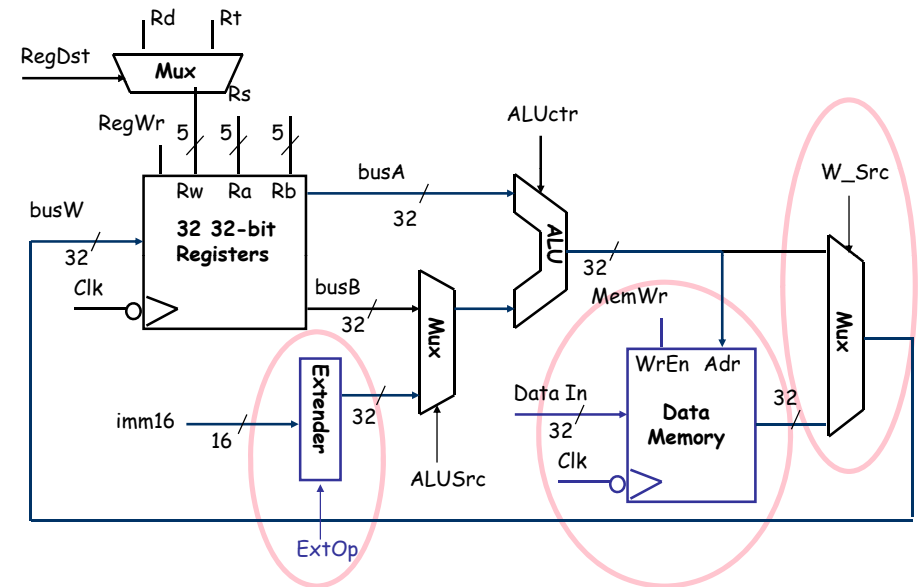 Rd
Rt
RegDst
Mux
Rs
RegWr
5
5
5
ALUctr
W_Src
Rw
Ra
Rb
busA
32
busW
32
32 32-bit
Registers
ALU
32
Clk
busB
32
Mux
MemWr
Mux
WrEn
Adr
Extender
32
Data In
32
Data
Memory
32
imm16
16
Clk
ALUSrc
ExtOp